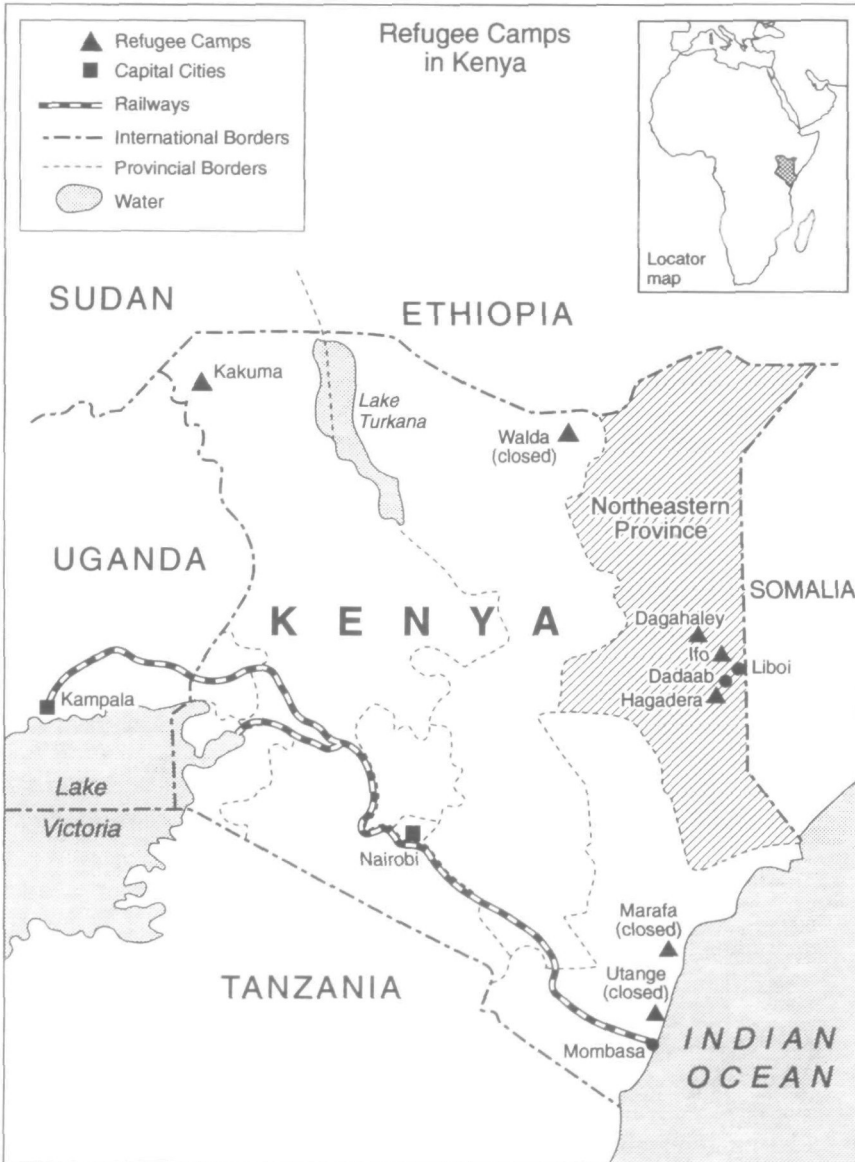 Refugee Camps
Capital Cities
Railways
International Borders
Provincial Borders
Water
Refugee Camps
in Kenya
Locator
map
SUDAN
ETHIOPIA
Kakuma
Lake
Turkana
Walda
(closed)
Northeastern
Province
UGANDA
KENYA
SOMALIA
Dagahaley
Ifo
Liboi
Dadaab
Hagadera
Kampala
Lake
Victoria
Nairobi
Marafa
(closed)
Utange
(closed)
TANZANIA
Mombasa
INDIAN
OCEAN